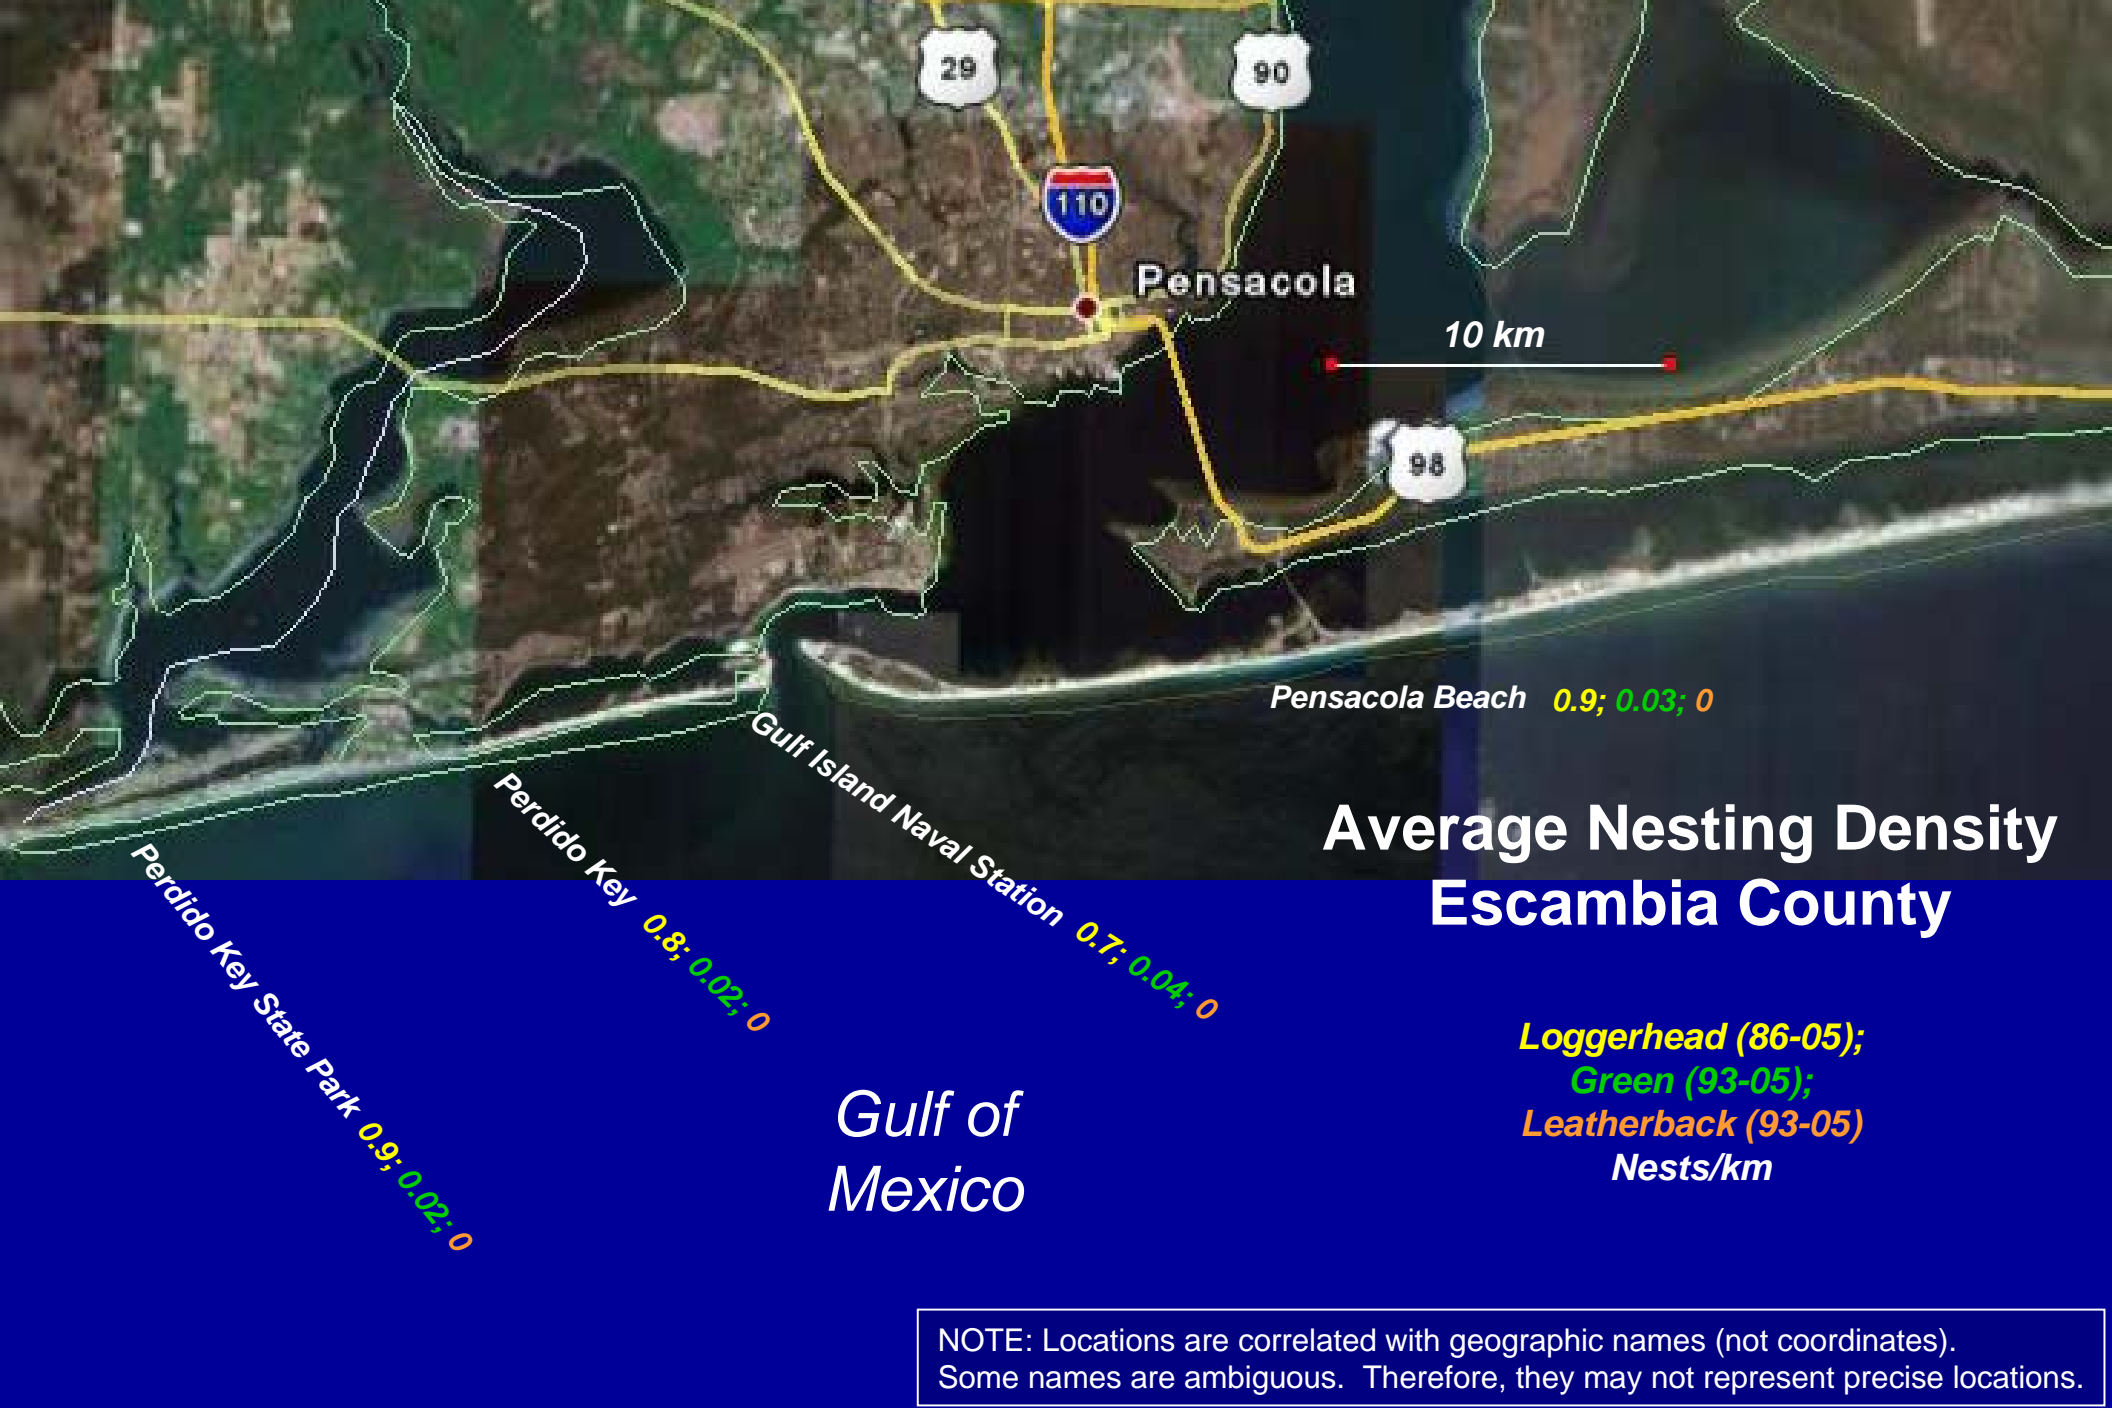 29
90
110
Pensacola
10 km
98
Pensacola Beach 0.9; 0.03; 0
Gulf Island Naval Station 0.7; 0.04; 0
Perdido Key 0.8; 0.02; 0
Perdido Key State Park 0.9; 0.02; 0
Average Nesting Density
Escambia County
Loggerhead (86-05);
Green (93-05);
Leatherback (93-05)
Nests/km
Gulf of
Mexico
NOTE: Locations are correlated with geographic names (not coordinates).
Some names are ambiguous. Therefore, they may not represent precise locations.